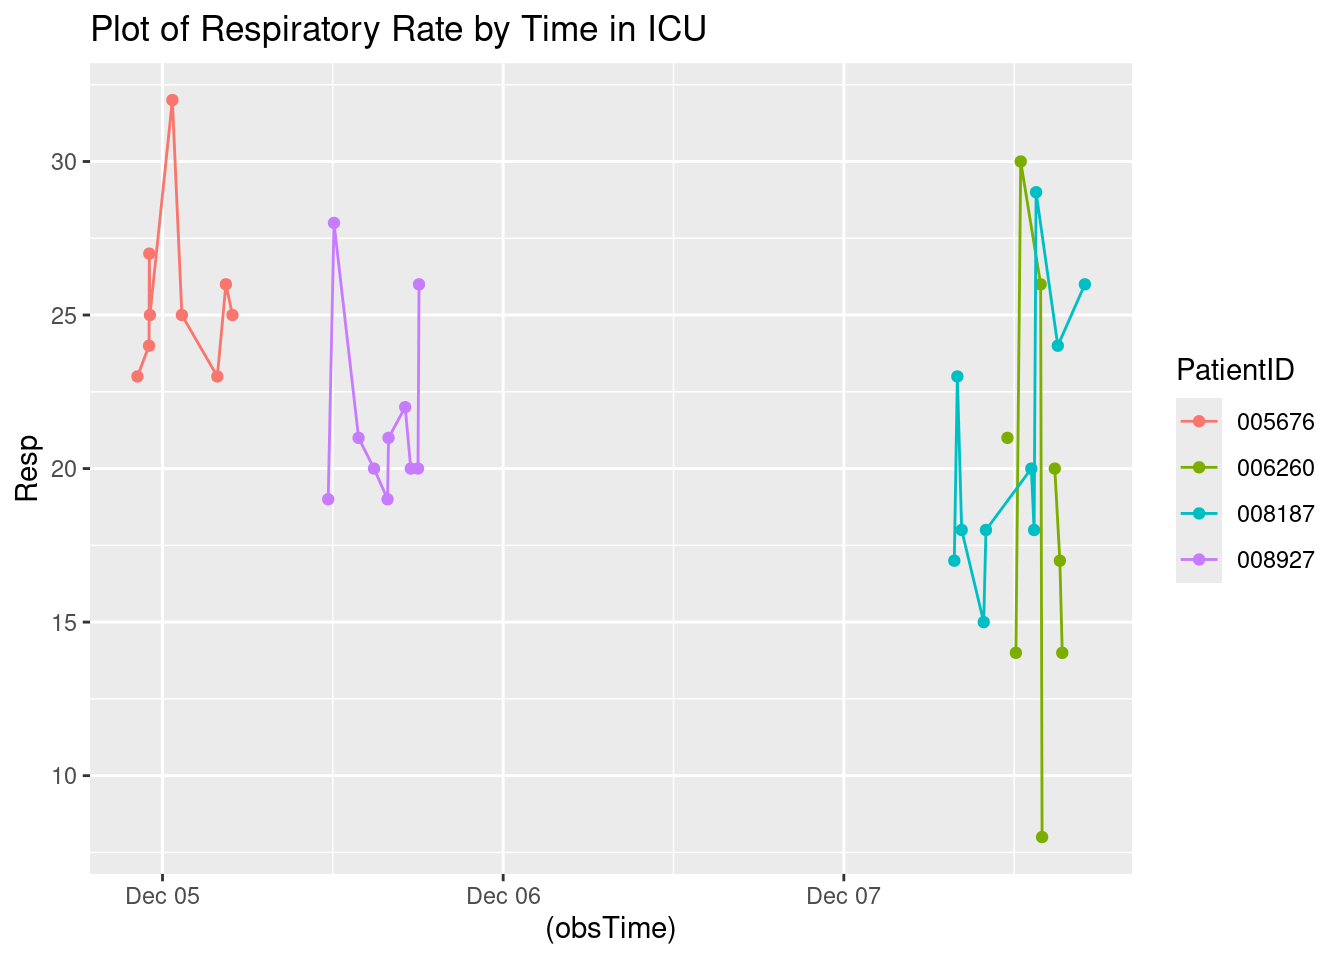 Plot of Respiratory Rate by Time in ICU
Resp
30
25
20
15
10
Dec 05
Dec 06
Dec 07
(obsTime)
PatientID
005676
006260
008187
008927